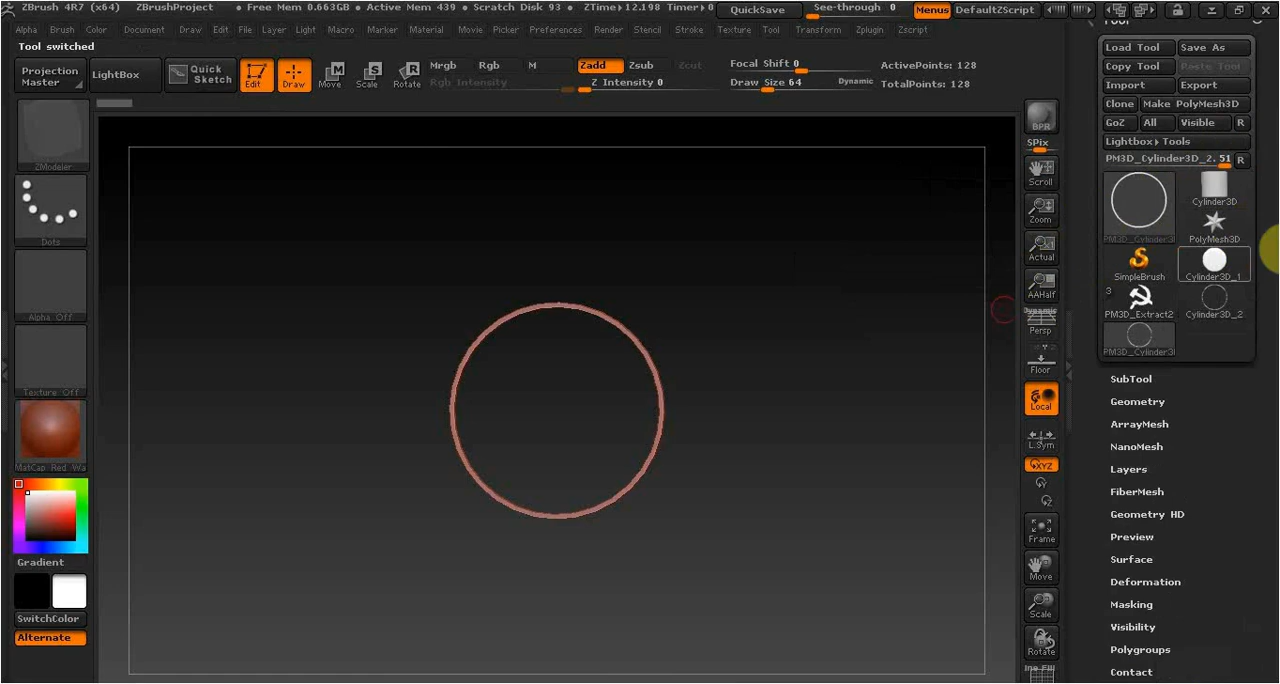 ZBrush 4R7 (x64) ZBrushProject • Free Mem 0.663GB • Active Mem 439 • Scratch Disk 93 • ZTime▸12.198 Timer▸0 QuickSave See-through 0 Menus DefaultZScript
Alpha Brush Color Document Draw Edit File Layer Light Macro Marker Material Movie Picker Preferences Render Stencil Stroke Texture Tool Transform Zplugin Zscript
Tool switched
Projection Master
LightBox
Quick Sketch
Edit
Draw
Move
Scale
Rotate
Mrgb Rgb M
Rgb Intensity
Zadd Zsub Zcut
Z Intensity 0
Focal Shift 0
Draw Size 64 Dynamic
ActivePoints: 128
TotalPoints: 128
ZModeler
Dots
Alpha Off
Texture Off
MatCap Red Wa
Gradient
SwitchColor
Alternate
BPR
SPix
Scroll
Zoom
Actual
AAHalf
Dynamic
Persp
Floor
Local
L.Sym
XYZ
Y
Z
Frame
Move
Scale
Rotate
Tool
Load Tool Save As
Copy Tool Paste Tool
Import Export
Clone Make PolyMesh3D
GoZ All Visible R
Lightbox▸Tools
PM3D_Cylinder3D_2. 51 R
PM3D_Cylinder3
Cylinder3D
PolyMesh3D
SimpleBrush
Cylinder3D_1
3
PM3D_Extract2
Cylinder3D_2
PM3D_Cylinder3
SubTool
Geometry
ArrayMesh
NanoMesh
Layers
FiberMesh
Geometry HD
Preview
Surface
Deformation
Masking
Visibility
Polygroups
Contact